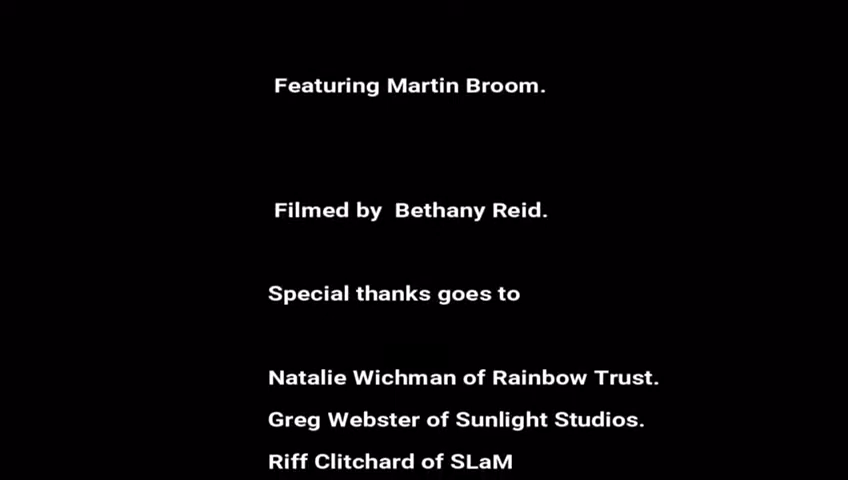 Featuring Martin Broom.
Filmed by  Bethany Reid.
Special thanks goes to
Natalie Wichman of Rainbow Trust.
Greg Webster of Sunlight Studios.
Riff Clitchard of SLaM